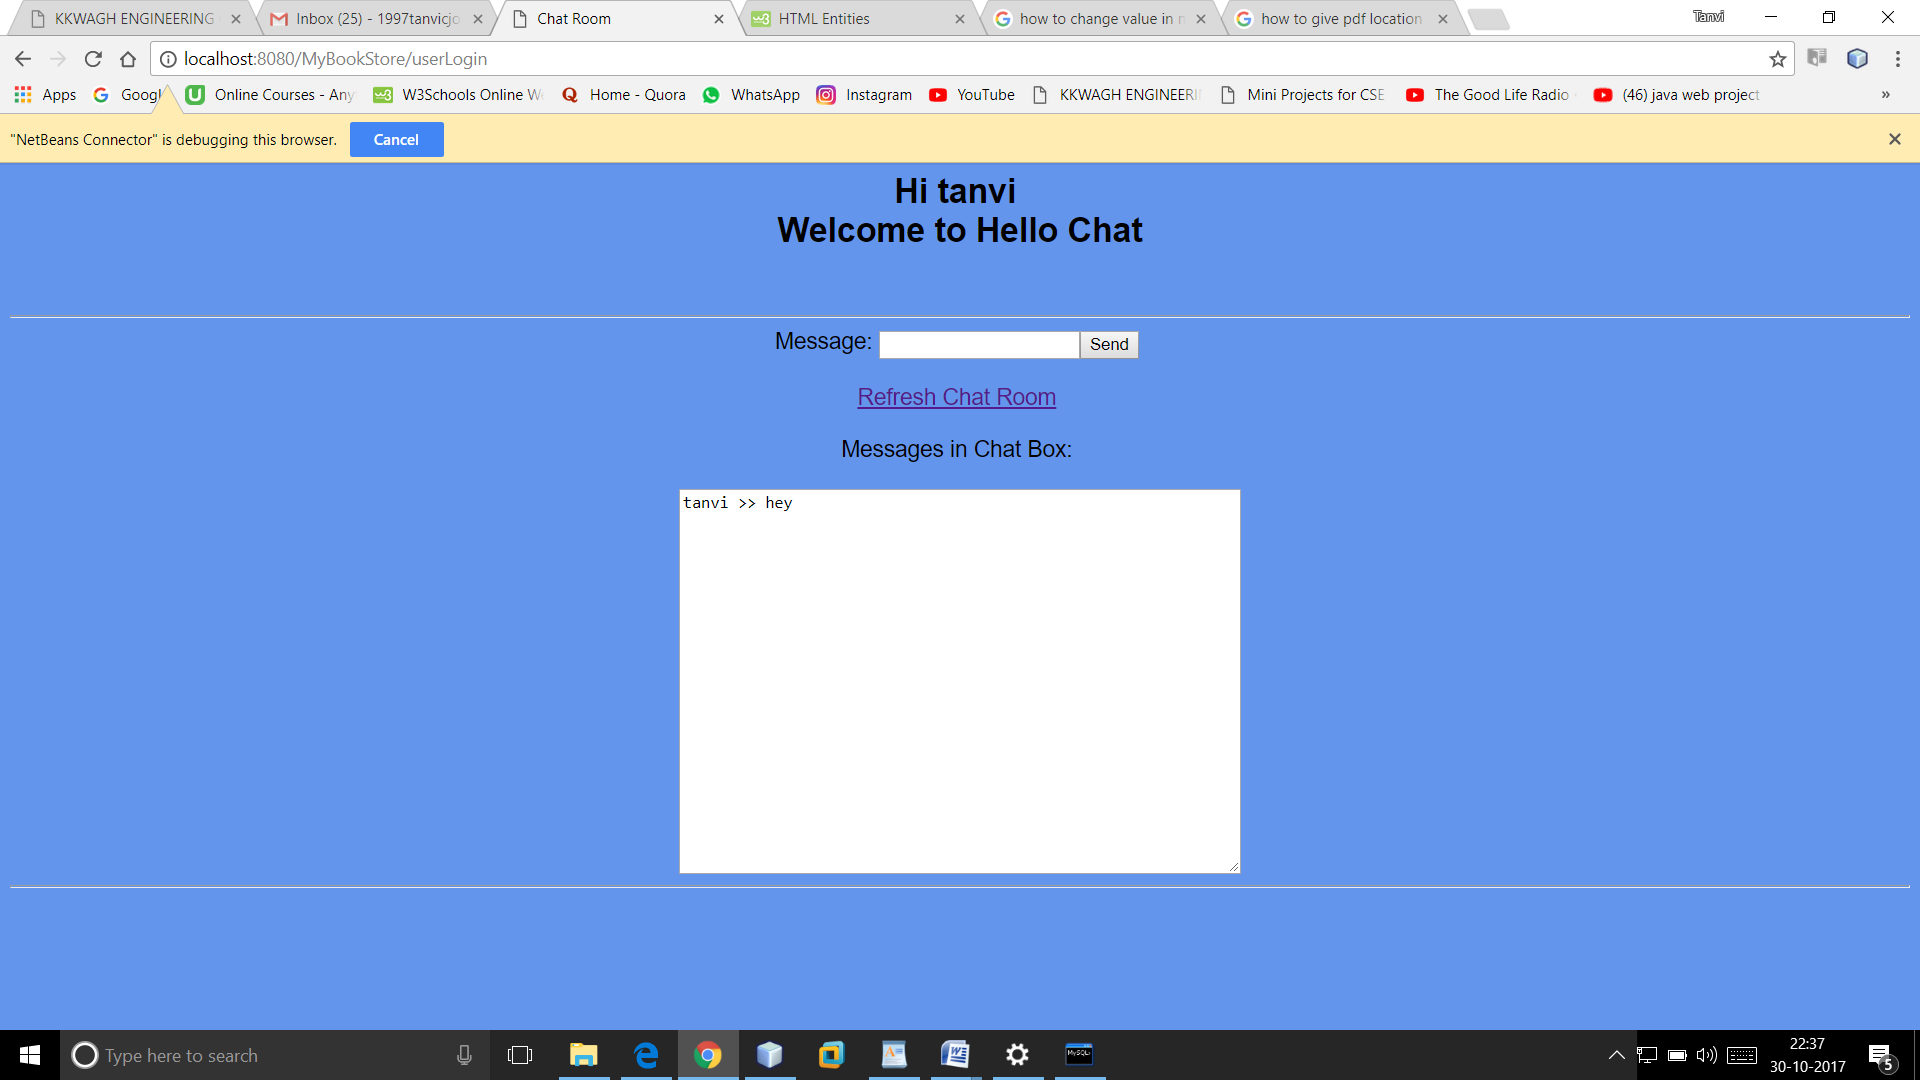 KKWAGH ENGINEERING
Inbox (25) - 1997tanvicjo
Chat Room
HTML Entities
how to change value in
how to give pdf location
Tanvi
localhost:8080/MyBookStore/userLogin
Apps
Googl
Online Courses - Any
W3Schools Online W
Home - Quora
WhatsApp
Instagram
YouTube
KKWAGH ENGINEERI
Mini Projects for CSE
The Good Life Radio
(46) java web project
»
"NetBeans Connector" is debugging this browser.
Cancel
Hi tanvi
Welcome to Hello Chat
Message:
Send
Refresh Chat Room
Messages in Chat Box:
tanvi >> hey
Type here to search
MySQL
22:37
30-10-2017
5